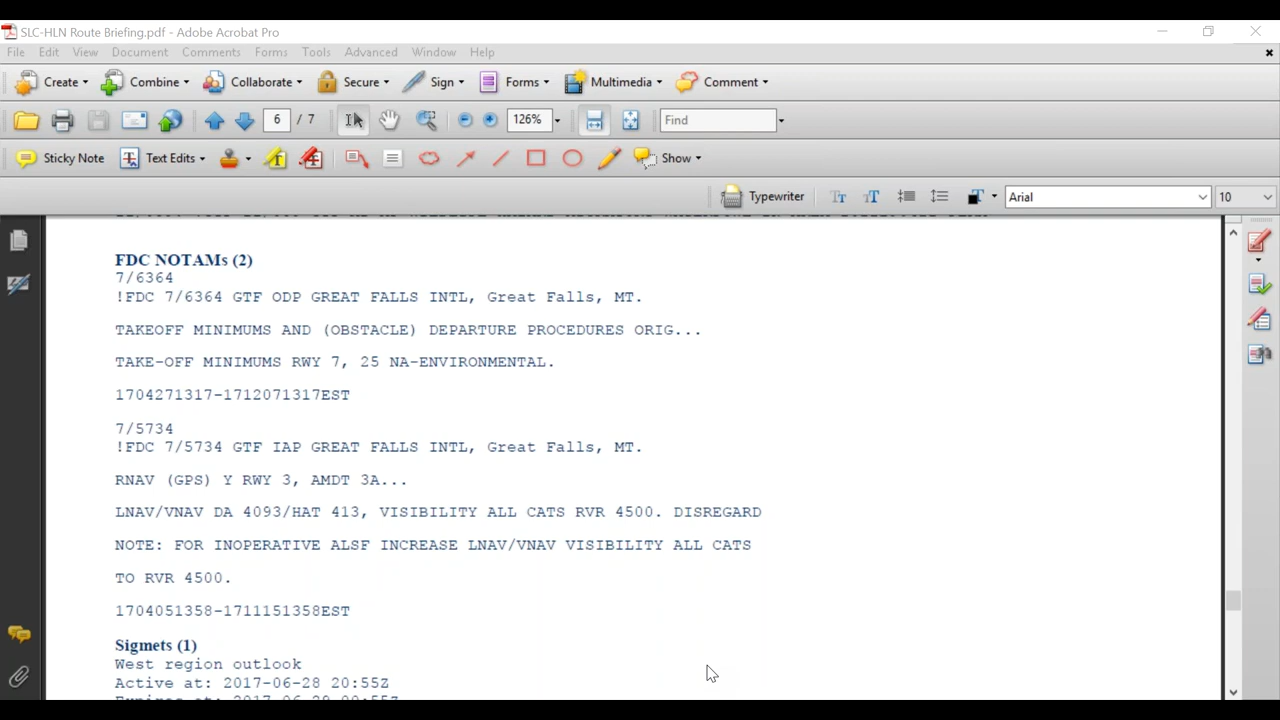 SLC-HLN Route Briefing.pdf - Adobe Acrobat Pro
File Edit View Document Comments Forms Tools Advanced Window Help
Create Combine Collaborate Secure Sign Forms Multimedia Comment
6 / 7 126% Find
Sticky Note Text Edits Show
Typewriter Arial 10
FDC NOTAMs (2)
7/6364
!FDC 7/6364 GTF ODP GREAT FALLS INTL, Great Falls, MT.
TAKEOFF MINIMUMS AND (OBSTACLE) DEPARTURE PROCEDURES ORIG...
TAKE-OFF MINIMUMS RWY 7, 25 NA-ENVIRONMENTAL.
1704271317-1712071317EST
7/5734
!FDC 7/5734 GTF IAP GREAT FALLS INTL, Great Falls, MT.
RNAV (GPS) Y RWY 3, AMDT 3A...
LNAV/VNAV DA 4093/HAT 413, VISIBILITY ALL CATS RVR 4500. DISREGARD
NOTE: FOR INOPERATIVE ALSF INCREASE LNAV/VNAV VISIBILITY ALL CATS
TO RVR 4500.
1704051358-1711151358EST
Sigmets (1)
West region outlook
Active at: 2017-06-28 20:55Z